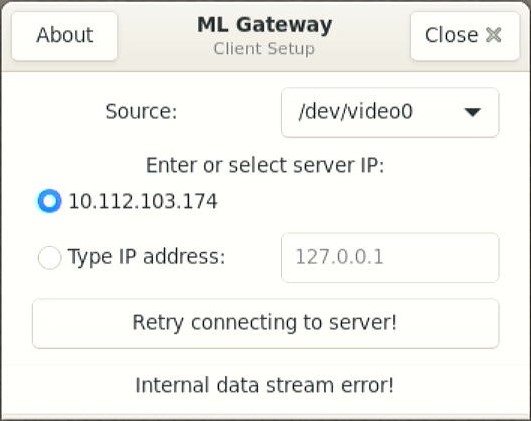 About
ML Gateway
Client Setup
Close
Source:
/dev/video0
Enter or select server IP:
10.112.103.174
Type IP address:
127.0.0.1
Retry connecting to server!
Internal data stream error!